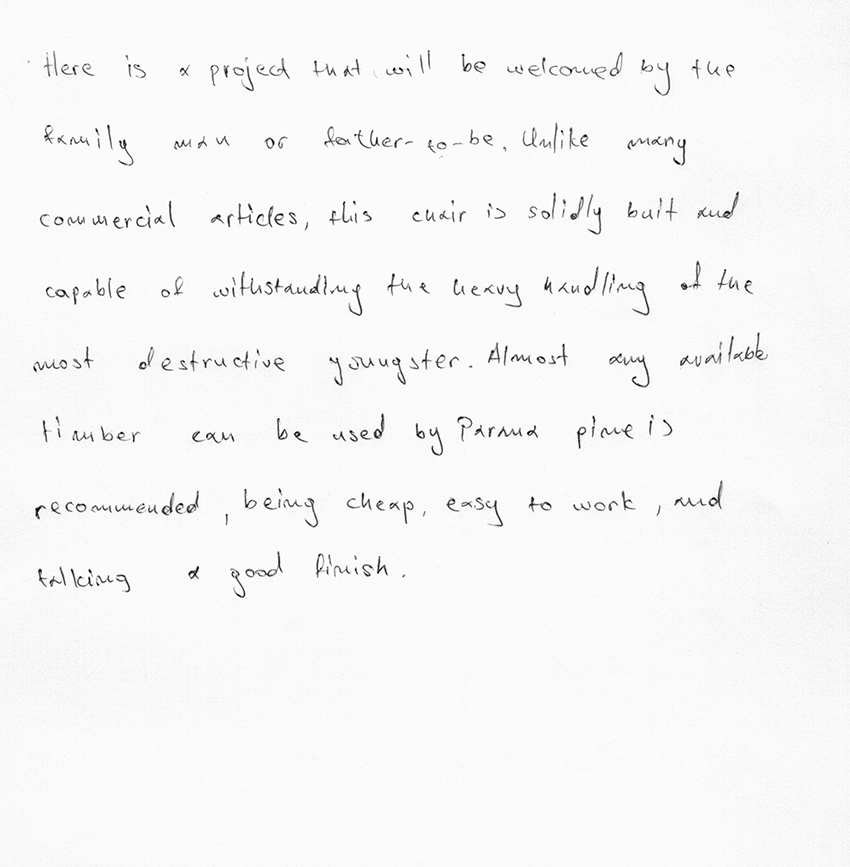 Here is a project that will be welcomed by the
family man or father-to-be. Unlike many
commercial articles, this chair is solidly buit and
capable of withstanding the heavy handling of the
most destructive youngster. Almost any available
timber can be used by Parana pine is
recommended, being cheap, easy to work, and
talking a good finish.